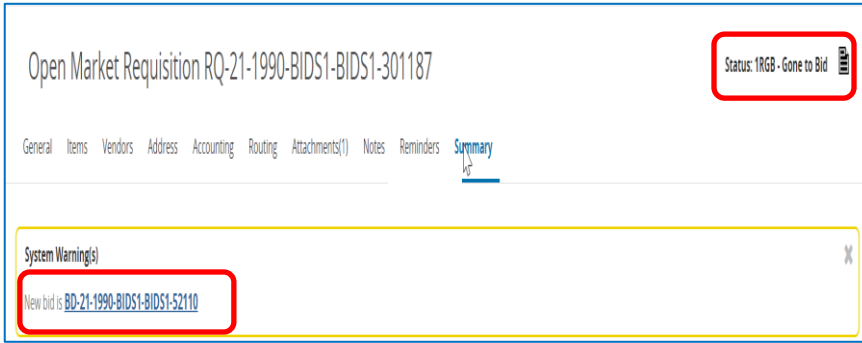 Open Market Requisition RQ-21-1990-BIDS1-BIDS1-301187
Status: 1RGB - Gone to Bid
General Items Vendors Address Accounting Routing Attachments(1) Notes Reminders Summary
System Warning(s)
X
New bid is BD-21-1990-BIDS1-BIDS1-52110